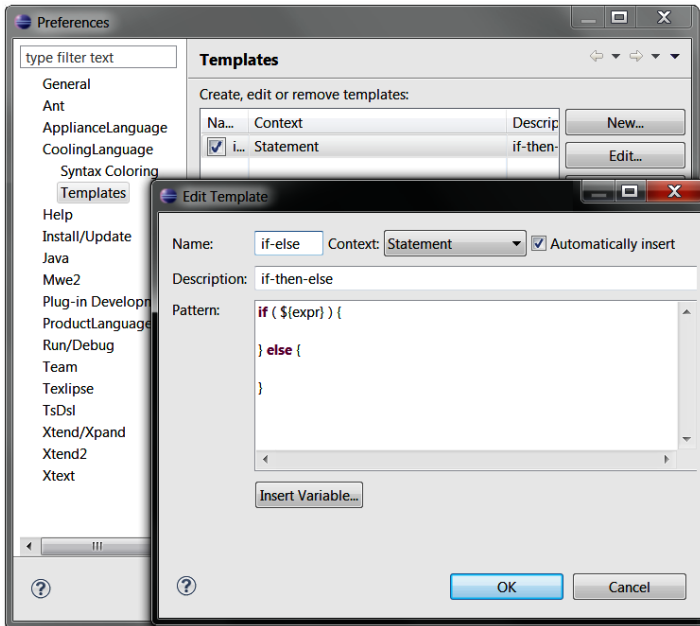 Preferences
type filter text
Templates
General
Ant
ApplianceLanguage
CoolingLanguage
Syntax Coloring
Templates
Help
Install/Update
Java
Mwe2
Plug-in Developn
ProductLanguage
Run/Debug
Team
Texlipse
TsDsl
Xtend/Xpand
Xtend2
Xtext
Create, edit or remove templates:
Na... Context Descrip
i... Statement if-then-
New...
Edit...
Edit Template
Name: if-else Context: Statement Automatically insert
Description: if-then-else
Pattern:
if ( ${expr} ) {
} else {
}
Insert Variable...
OK Cancel